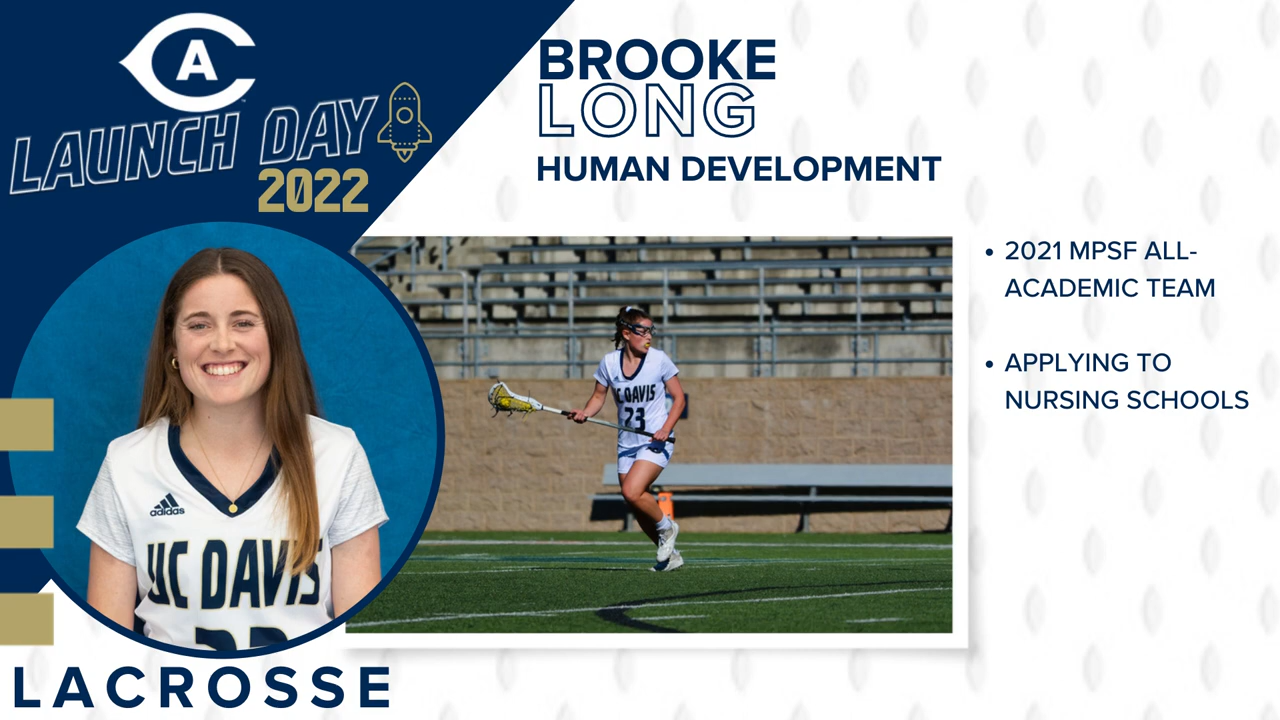 CA
LAUNCH DAY
2022
BROOKE
LONG
HUMAN DEVELOPMENT
• 2021 MPSF ALL-
ACADEMIC TEAM
• APPLYING TO
NURSING SCHOOLS
UC DAVIS
23
adidas
UC DAVIS
LACROSSE